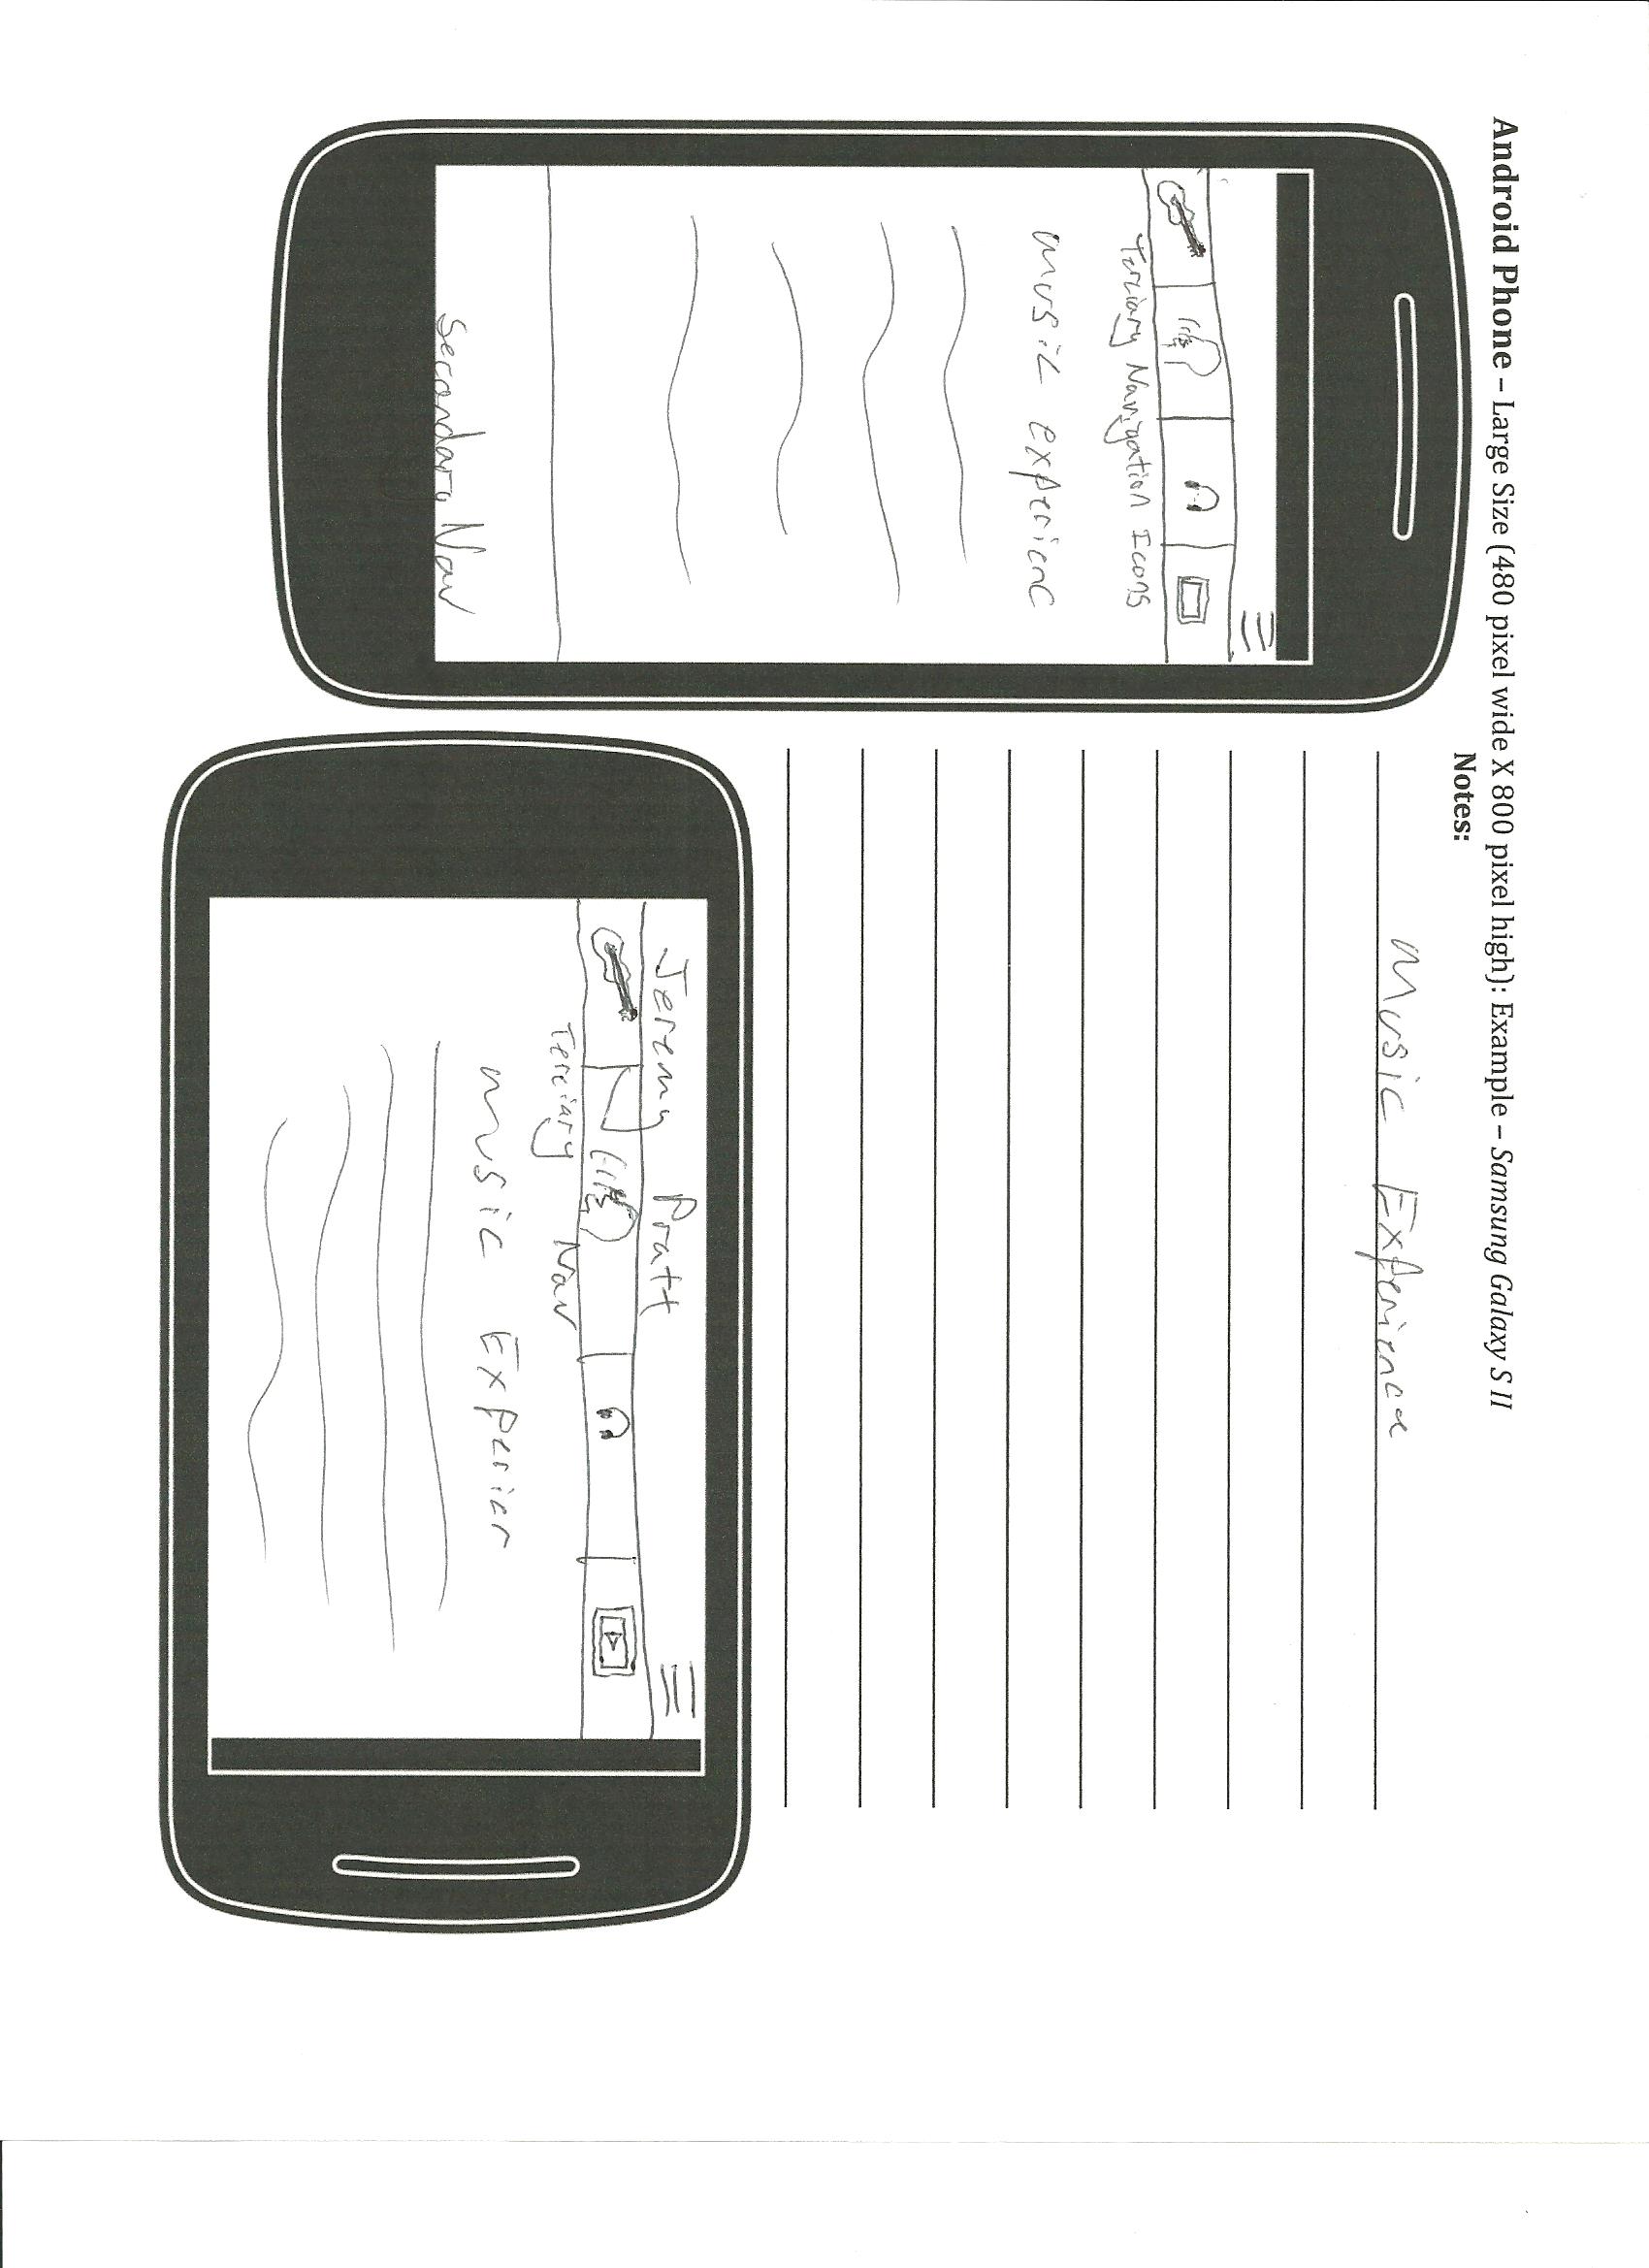 Android Phone – Large Size (480 pixel wide X 800 pixel high): Example – Samsung Galaxy S II
Notes:
Music Experience
Terciary Navigation Icons
Music Experienc
Secondary Nav
Jeremy Pratt
Terciary Nav
Music Experier